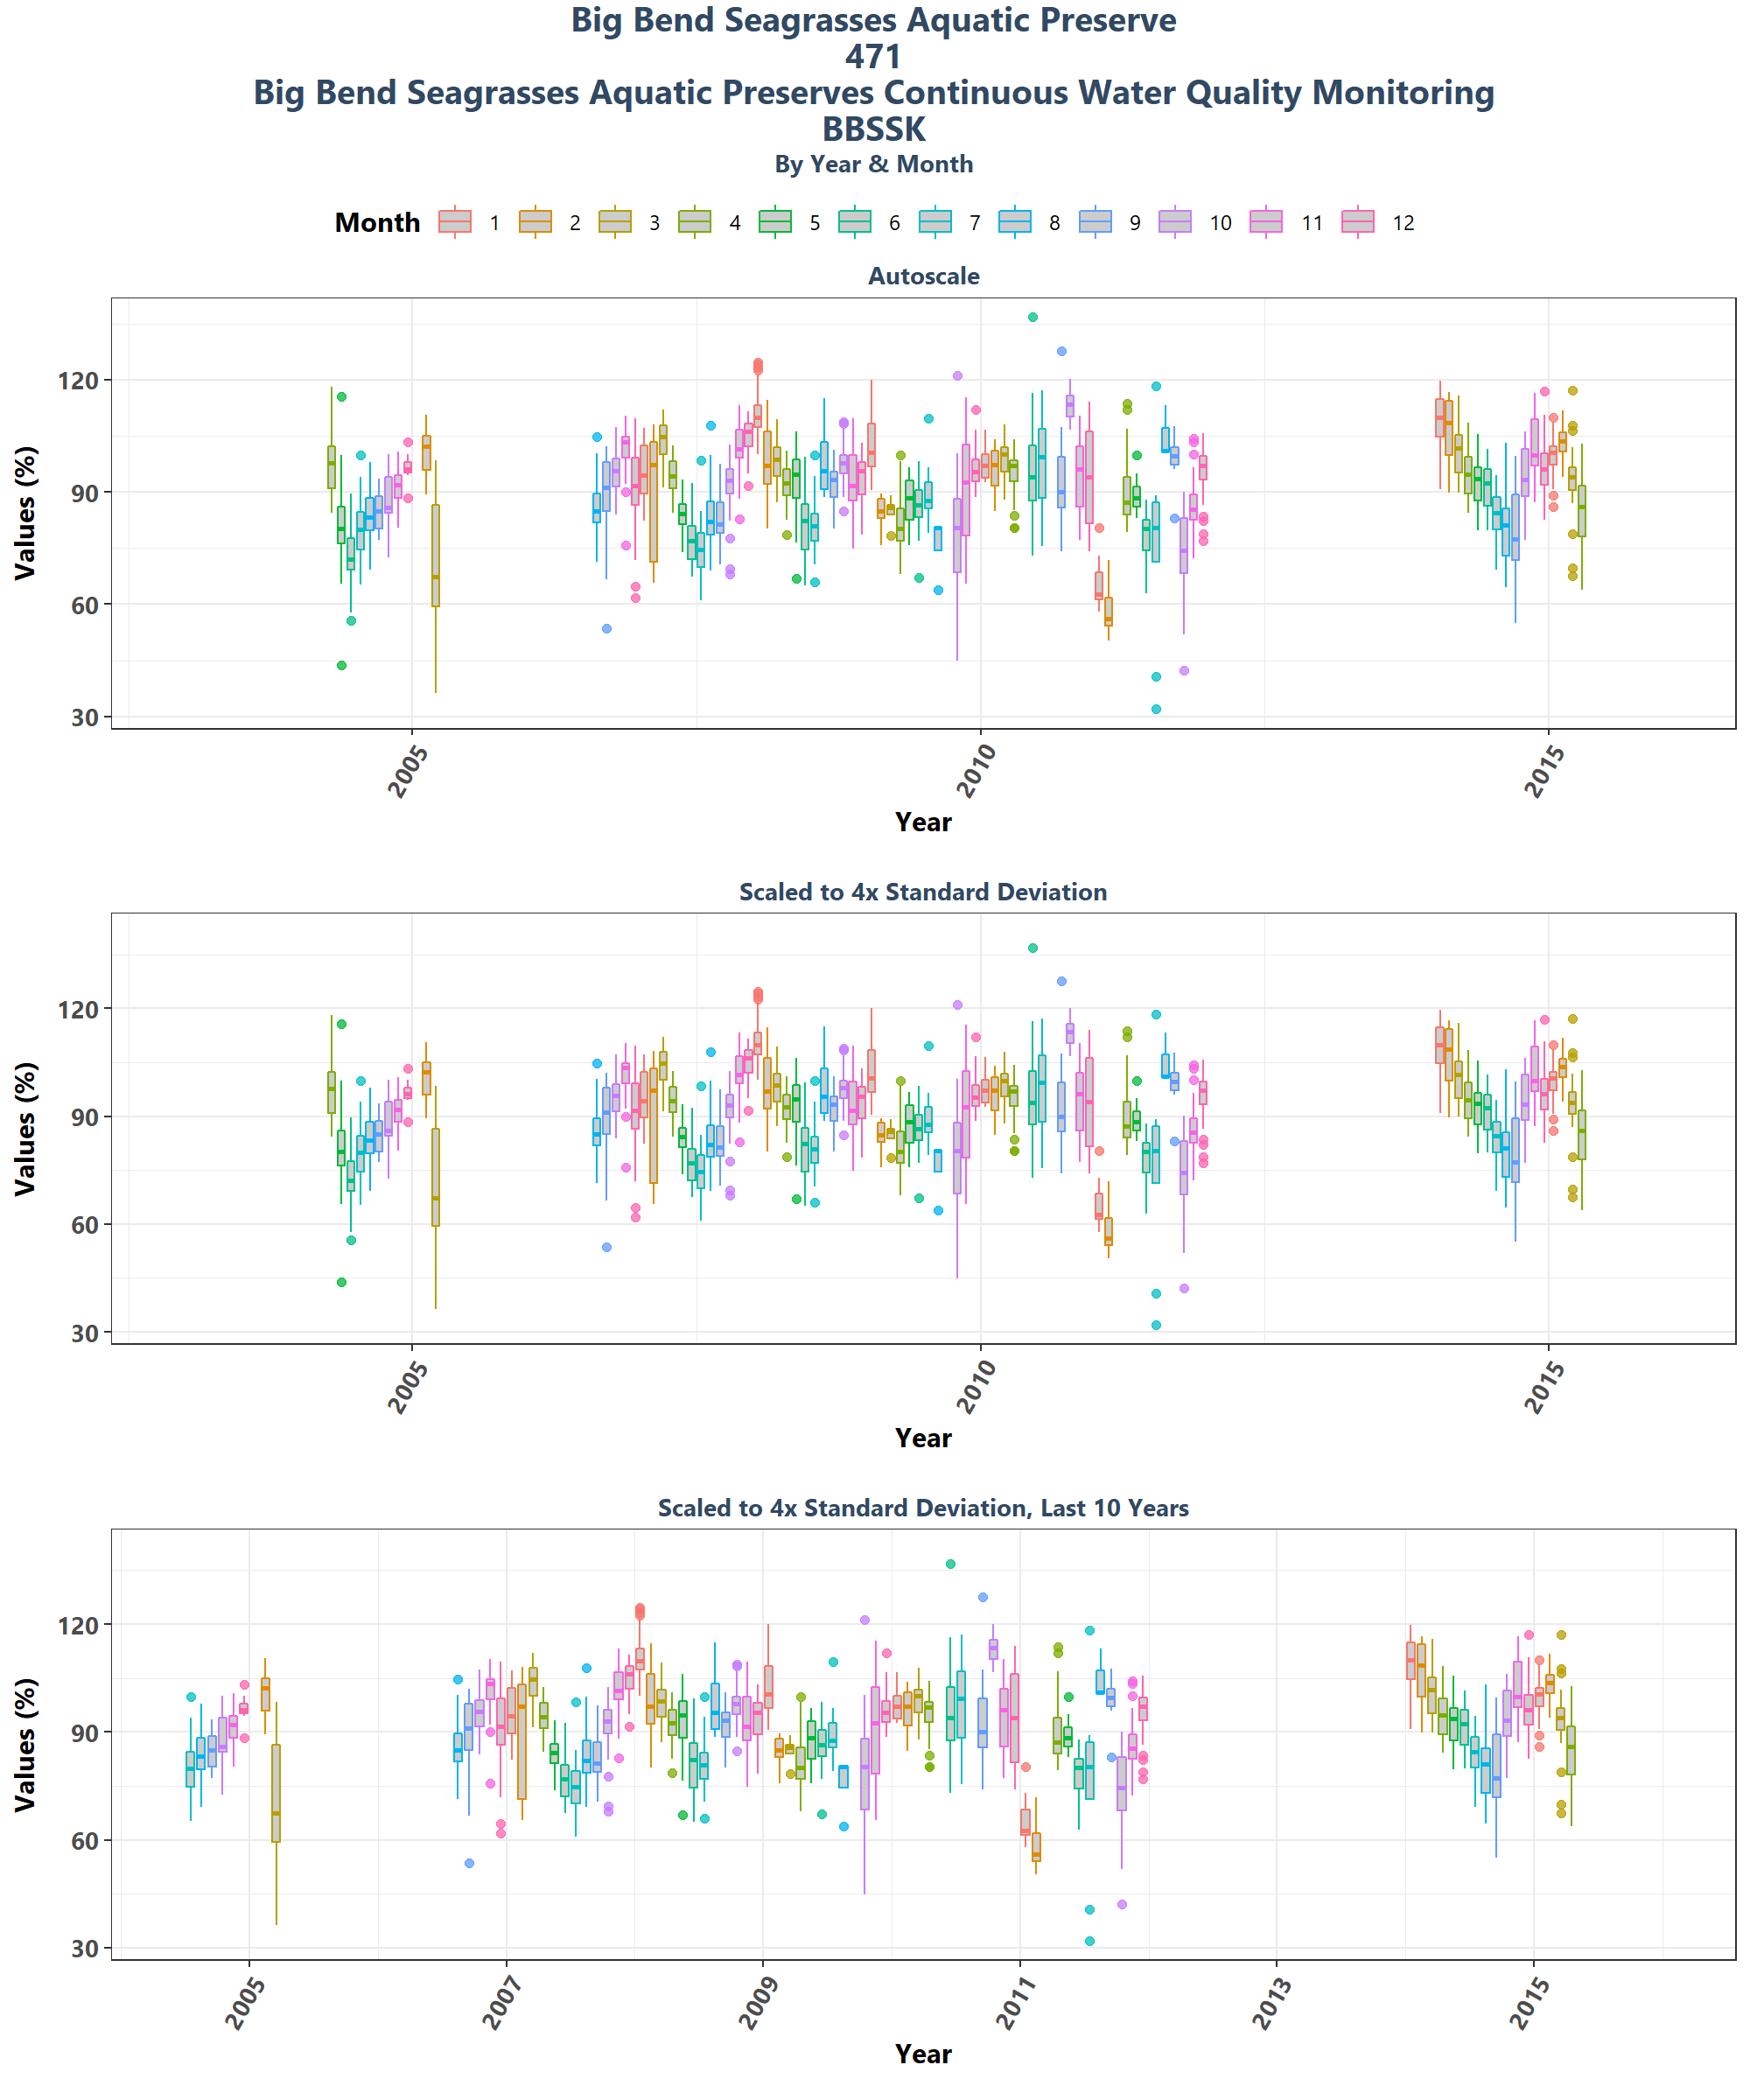 Big Bend Seagrasses Aquatic Preserve
471
Big Bend Seagrasses Aquatic Preserves Continuous Water Quality Monitoring
BBSSK
By Year & Month
Month 1 2 3 4 5 6 7 8 9 10 11 12
Autoscale
Values (%)
120
90
60
30
2005 2010 2015
Year
Scaled to 4x Standard Deviation
Values (%)
120
90
60
30
2005 2010 2015
Year
Scaled to 4x Standard Deviation, Last 10 Years
Values (%)
120
90
60
30
2005 2007 2009 2011 2013 2015
Year